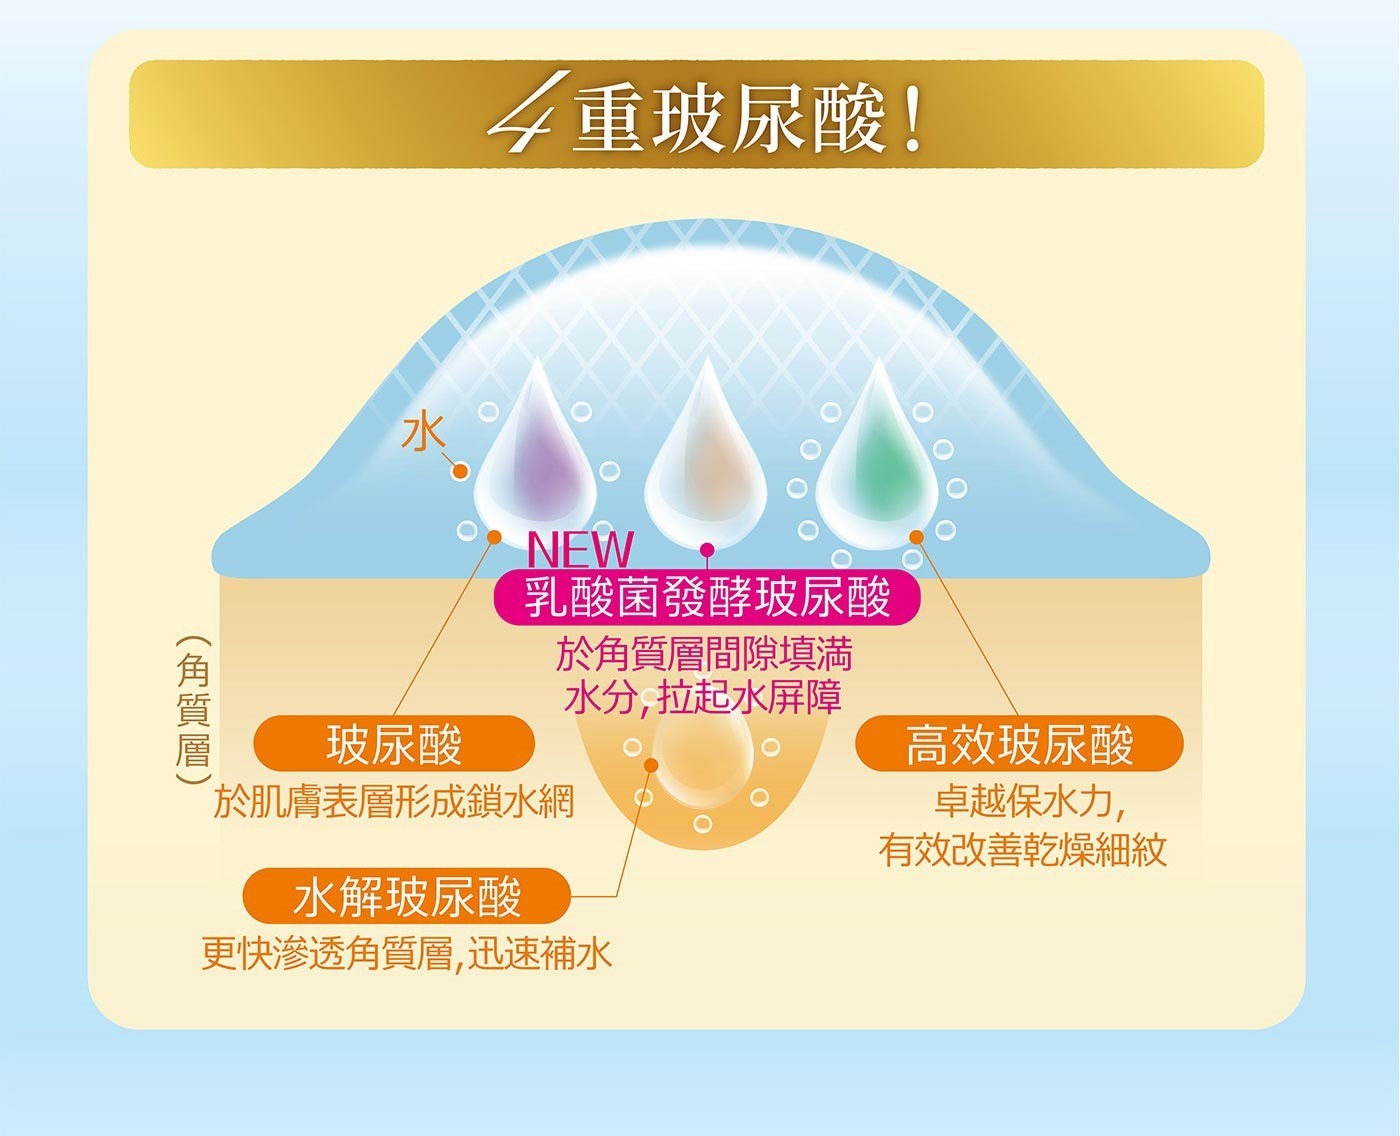 4重玻尿酸!
水
NEW
乳酸菌發酵玻尿酸
於角質層間隙填滿
水分,拉起水屏障
(角質層)
玻尿酸
於肌膚表層形成鎖水網
高效玻尿酸
卓越保水力,
有效改善乾燥細紋
水解玻尿酸
更快滲透角質層,迅速補水